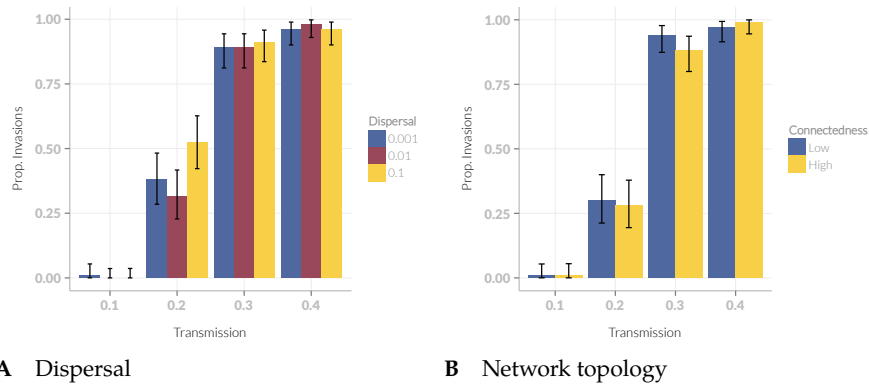 1.00
0.75
0.50
0.25
0.00
Prop. Invasions
0.1 0.2 0.3 0.4
Transmission
Dispersal
0.001
0.01
0.1
A Dispersal
1.00
0.75
0.50
0.25
0.00
Prop. Invasions
0.1 0.2 0.3 0.4
Transmission
Connectedness
Low
High
B Network topology